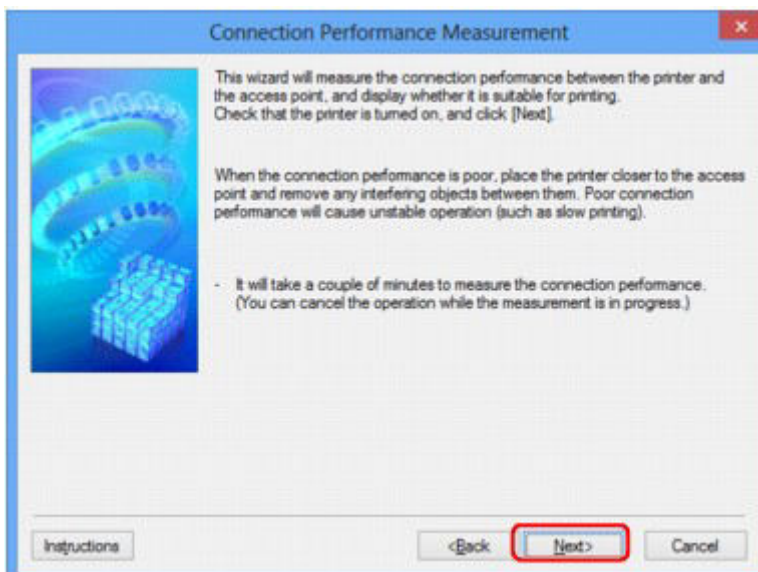 Connection Performance Measurement
This wizard will measure the connection performance between the printer and
the access point, and display whether it is suitable for printing.
Check that the printer is turned on, and click [Next].
When the connection performance is poor, place the printer closer to the access
point and remove any interfering objects between them. Poor connection
performance will cause unstable operation (such as slow printing).
- It will take a couple of minutes to measure the connection performance.
(You can cancel the operation while the measurement is in progress.)
Instructions <Back Next> Cancel